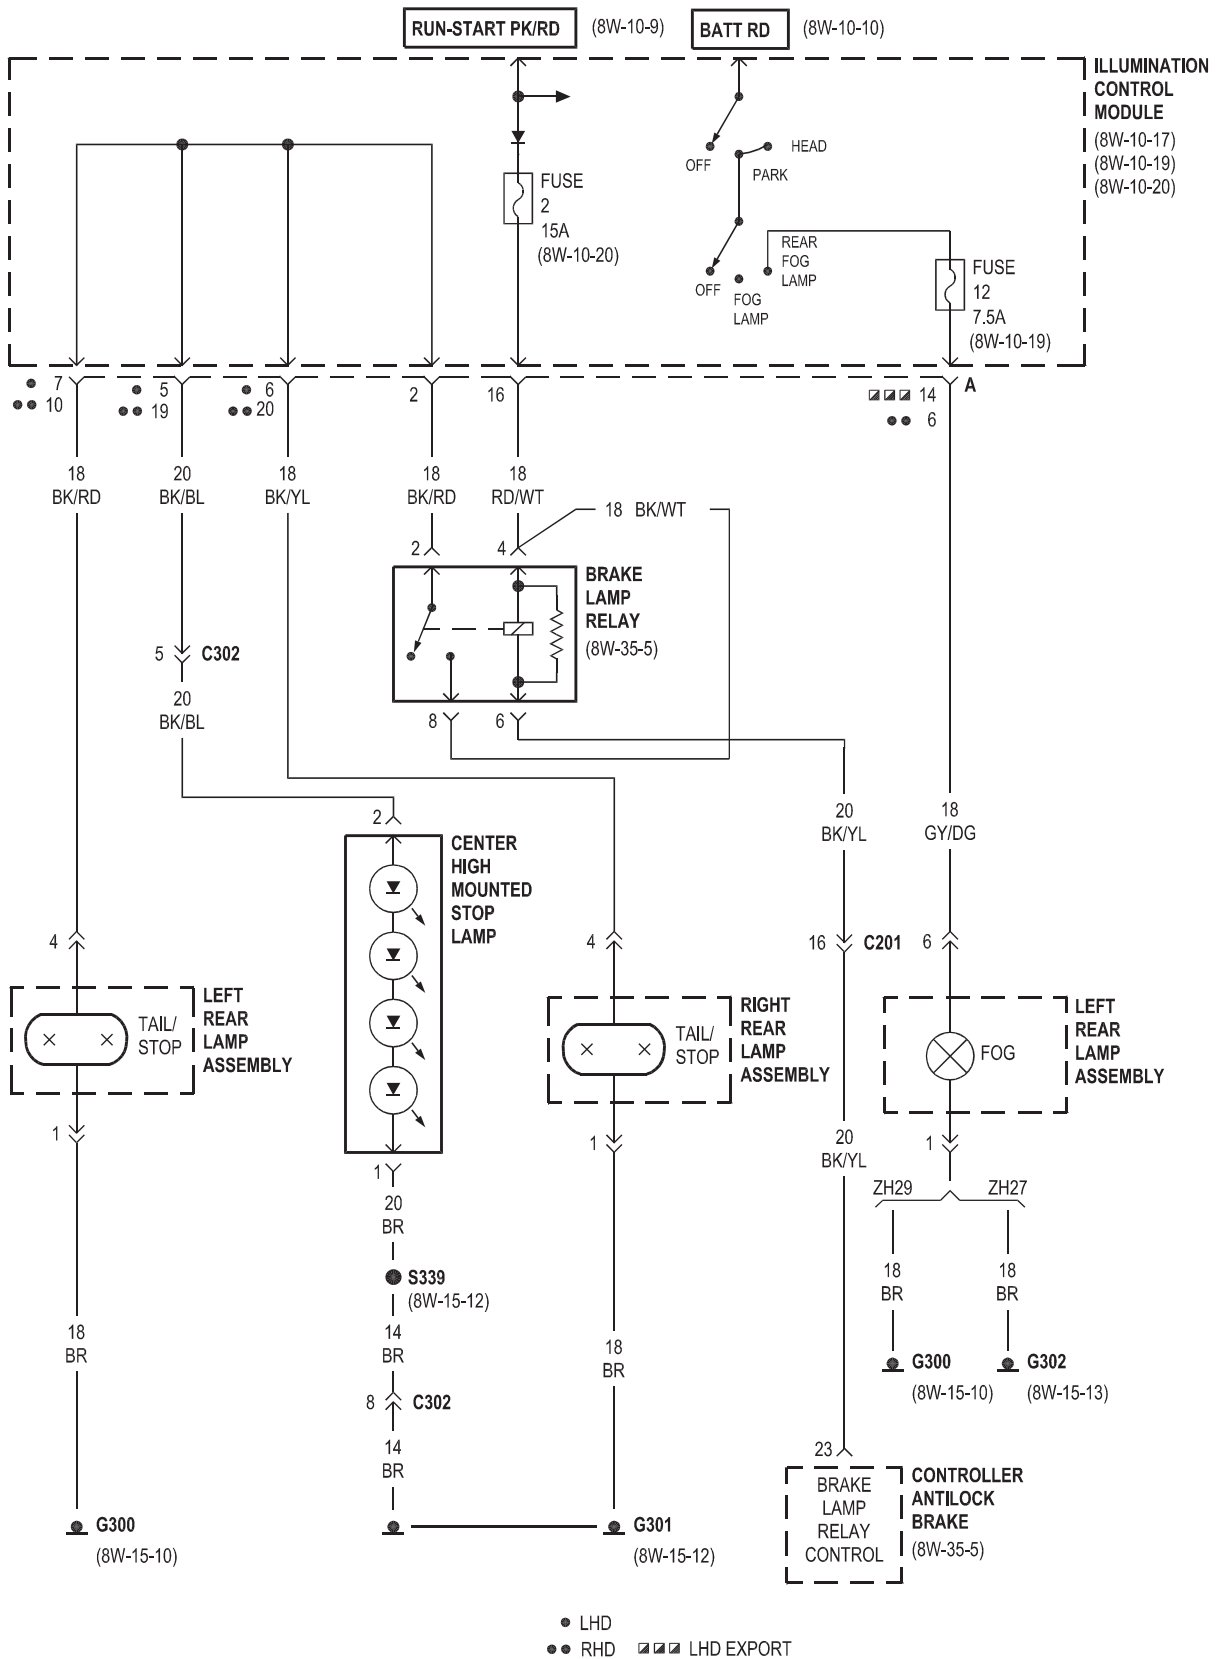 RUN-START PK/RD
(8W-10-9)
BATT RD
(8W-10-10)
ILLUMINATION
CONTROL
MODULE
(8W-10-17)
(8W-10-19)
(8W-10-20)
OFF
HEAD
PARK
FUSE
2
15A
(8W-10-20)
REAR
FOG
LAMP
OFF
FOG
LAMP
FUSE
12
7.5A
(8W-10-19)
7
10
5
19
6
20
2
16
14
6
A
18
BK/RD
20
BK/BL
18
BK/YL
18
BK/RD
18
RD/WT
18 BK/WT
2
4
BRAKE
LAMP
RELAY
(8W-35-5)
8
6
5
C302
20
BK/BL
2
CENTER
HIGH
MOUNTED
STOP
LAMP
20
BK/YL
18
GY/DG
4
4
16
C201
6
LEFT
REAR
LAMP
ASSEMBLY
TAIL/
STOP
RIGHT
REAR
LAMP
ASSEMBLY
TAIL/
STOP
LEFT
REAR
LAMP
ASSEMBLY
FOG
1
1
1
1
20
BK/YL
20
BR
ZH29
ZH27
S339
(8W-15-12)
18
BR
18
BR
14
BR
18
BR
18
BR
G300
(8W-15-10)
G302
(8W-15-13)
8
C302
14
BR
23
BRAKE
LAMP
RELAY
CONTROL
CONTROLLER
ANTILOCK
BRAKE
(8W-35-5)
G300
(8W-15-10)
G301
(8W-15-12)
LHD
RHD
LHD EXPORT